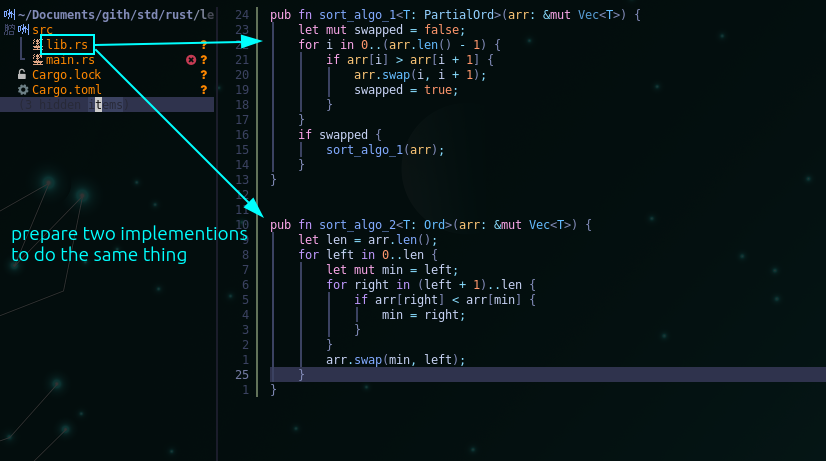 ~/Documents/gith/std/rust/le
src
lib.rs ?
main.rs ?
Cargo.lock ?
Cargo.toml ?
(3 hidden items)
prepare two implementions
to do the same thing
24 pub fn sort_algo_1<T: PartialOrd>(arr: &mut Vec<T>) {
23 let mut swapped = false;
for i in 0..(arr.len() - 1) {
21 if arr[i] > arr[i + 1] {
20 arr.swap(i, i + 1);
19 swapped = true;
18 }
17 }
16 if swapped {
15 sort_algo_1(arr);
14 }
13 }
12
11
10 pub fn sort_algo_2<T: Ord>(arr: &mut Vec<T>) {
9 let len = arr.len();
8 for left in 0..len {
7 let mut min = left;
6 for right in (left + 1)..len {
5 if arr[right] < arr[min] {
4 min = right;
3 }
2 }
1 arr.swap(min, left);
25 }
1 }